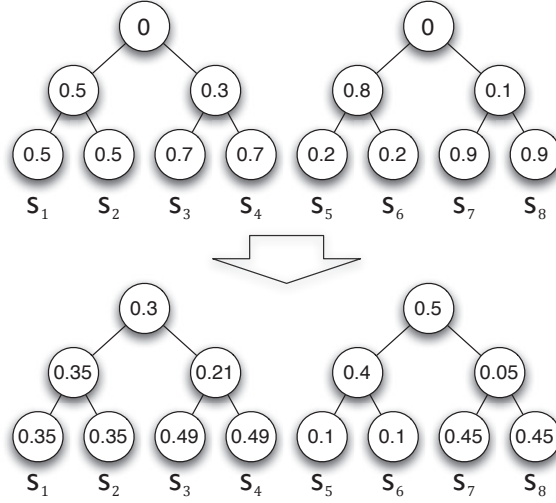 0 0
0.5 0.3 0.8 0.1
0.5 0.5 0.7 0.7 0.2 0.2 0.9 0.9
S₁ S₂ S₃ S₄ S₅ S₆ S₇ S₈
0.3 0.5
0.35 0.21 0.4 0.05
0.35 0.35 0.49 0.49 0.1 0.1 0.45 0.45
S₁ S₂ S₃ S₄ S₅ S₆ S₇ S₈